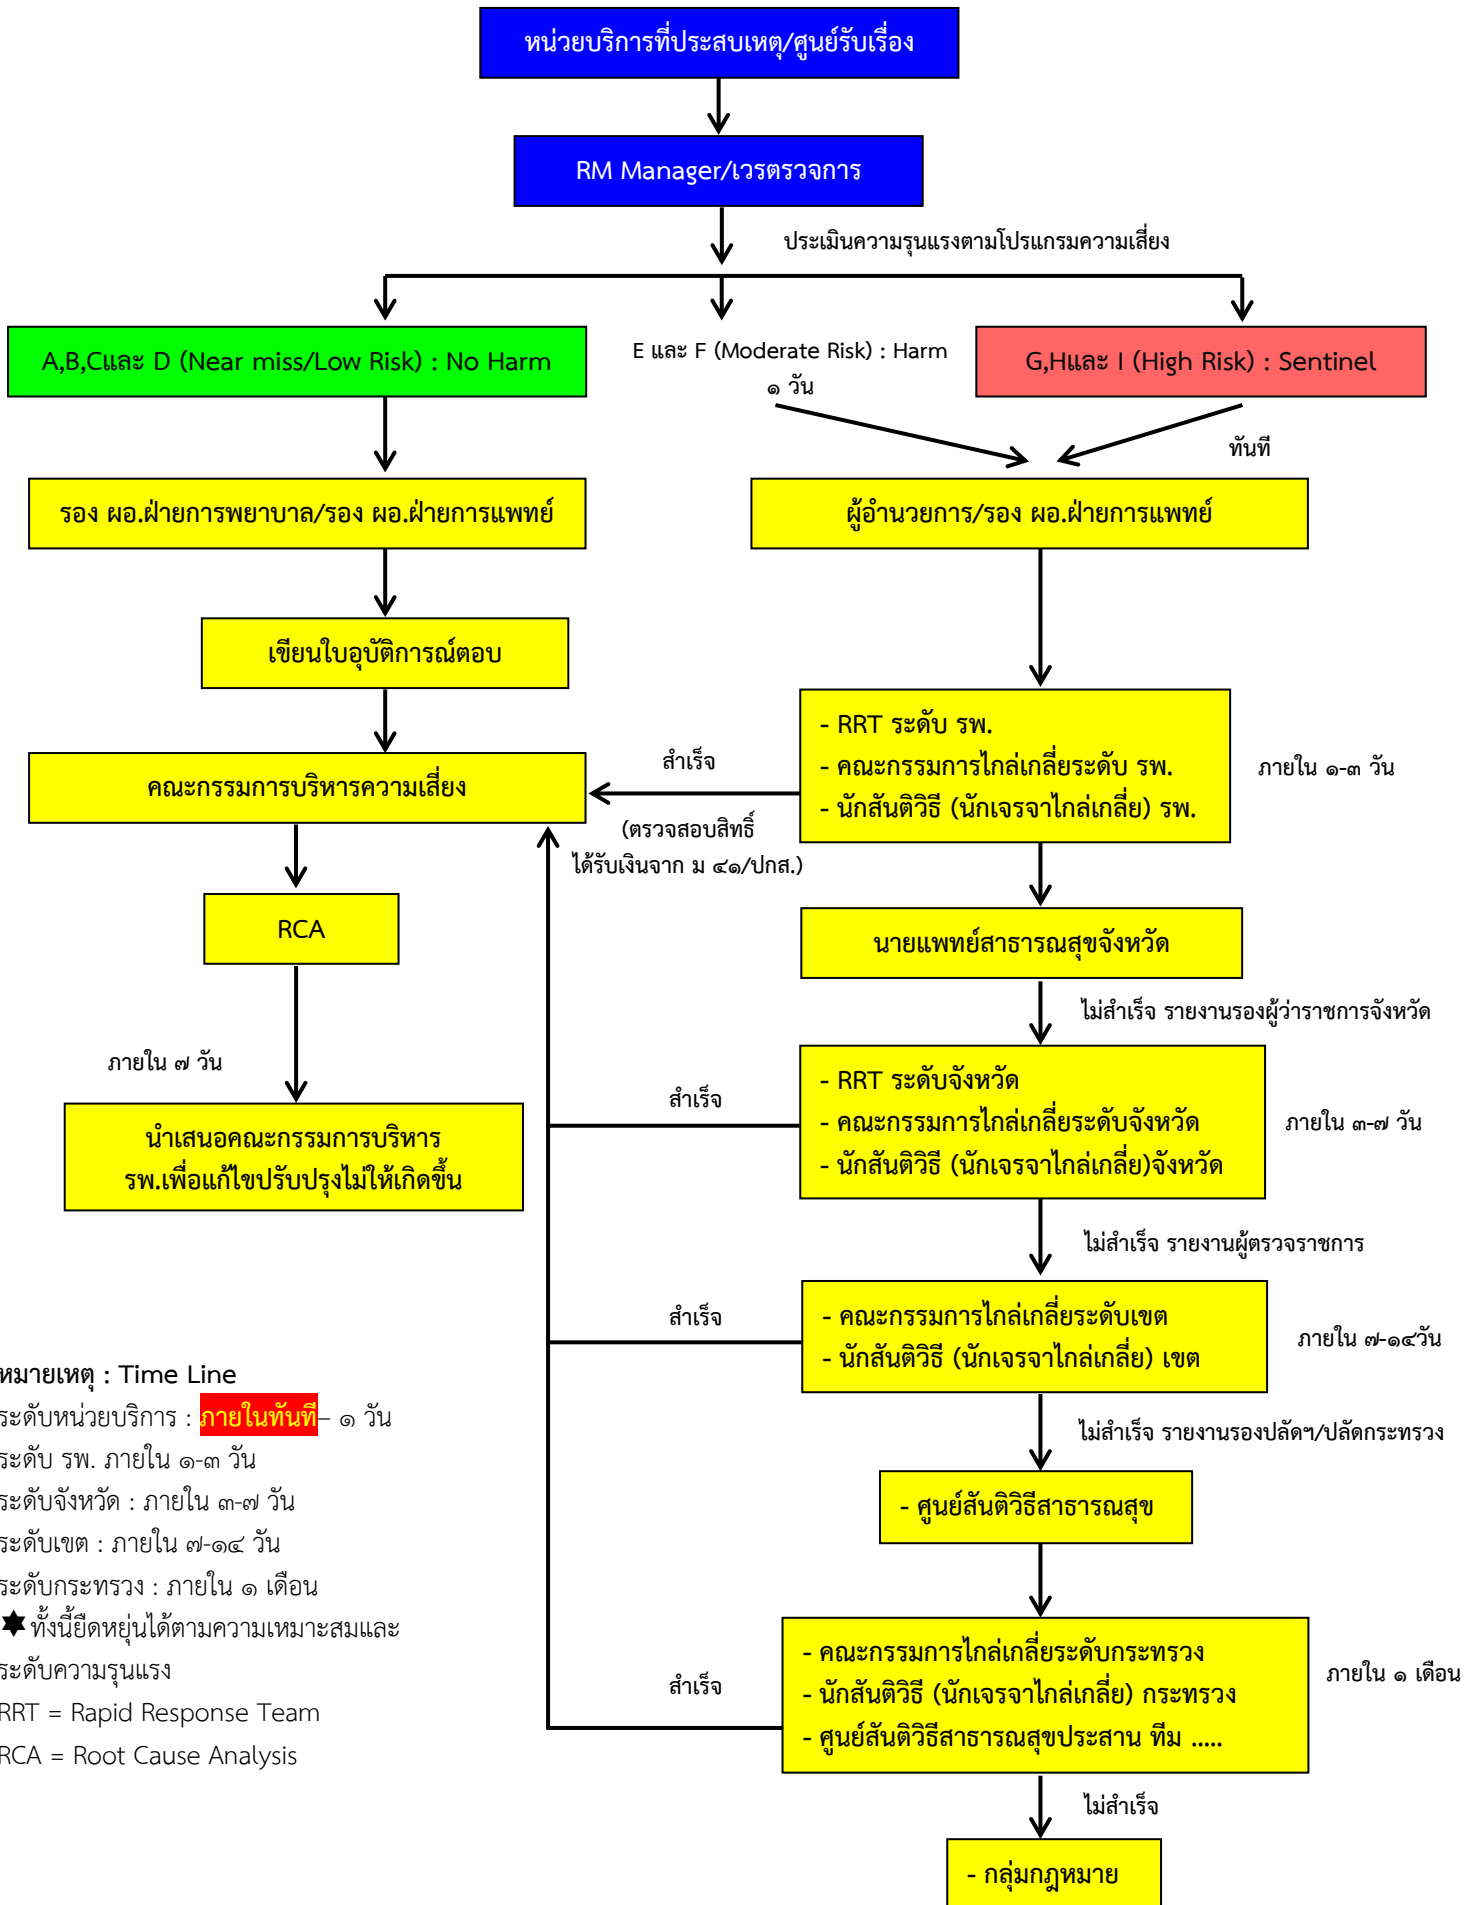 หน่วยบริการที่ประสบเหตุ/ศูนย์รับเรื่อง
RM Manager/เวรตรวจการ
ประเมินความรุนแรงตามโปรแกรมความเสี่ยง
A,B,Cและ D (Near miss/Low Risk) : No Harm
E และ F (Moderate Risk) : Harm
๑ วัน
G,Hและ I (High Risk) : Sentinel
ทันที
รอง ผอ.ฝ่ายการพยาบาล/รอง ผอ.ฝ่ายการแพทย์
ผู้อำนวยการ/รอง ผอ.ฝ่ายการแพทย์
เขียนใบอุบัติการณ์ตอบ
- RRT ระดับ รพ.
- คณะกรรมการไกล่เกลี่ยระดับ รพ.
- นักสันติวิธี (นักเจรจาไกล่เกลี่ย) รพ.
ภายใน ๑-๓ วัน
สำเร็จ
(ตรวจสอบสิทธิ์
ได้รับเงินจาก ม ๔๑/ปกส.)
คณะกรรมการบริหารความเสี่ยง
RCA
นายแพทย์สาธารณสุขจังหวัด
ไม่สำเร็จ รายงานรองผู้ว่าราชการจังหวัด
ภายใน ๗ วัน
นำเสนอคณะกรรมการบริหาร
รพ.เพื่อแก้ไขปรับปรุงไม่ให้เกิดขึ้น
สำเร็จ
- RRT ระดับจังหวัด
- คณะกรรมการไกล่เกลี่ยระดับจังหวัด
- นักสันติวิธี (นักเจรจาไกล่เกลี่ย)จังหวัด
ภายใน ๓-๗ วัน
ไม่สำเร็จ รายงานผู้ตรวจราชการ
สำเร็จ
- คณะกรรมการไกล่เกลี่ยระดับเขต
- นักสันติวิธี (นักเจรจาไกล่เกลี่ย) เขต
ภายใน ๗-๑๔วัน
ไม่สำเร็จ รายงานรองปลัดฯ/ปลัดกระทรวง
- ศูนย์สันติวิธีสาธารณสุข
สำเร็จ
- คณะกรรมการไกล่เกลี่ยระดับกระทรวง
- นักสันติวิธี (นักเจรจาไกล่เกลี่ย) กระทรวง
- ศูนย์สันติวิธีสาธารณสุขประสาน ทีม .....
ภายใน ๑ เดือน
ไม่สำเร็จ
- กลุ่มกฎหมาย
หมายเหตุ : Time Line
ระดับหน่วยบริการ : ภายในทันที– ๑ วัน
ระดับ รพ. ภายใน ๑-๓ วัน
ระดับจังหวัด : ภายใน ๓-๗ วัน
ระดับเขต : ภายใน ๗-๑๔ วัน
ระดับกระทรวง : ภายใน ๑ เดือน
ทั้งนี้ยืดหยุ่นได้ตามความเหมาะสมและ
ระดับความรุนแรง
RRT = Rapid Response Team
RCA = Root Cause Analysis